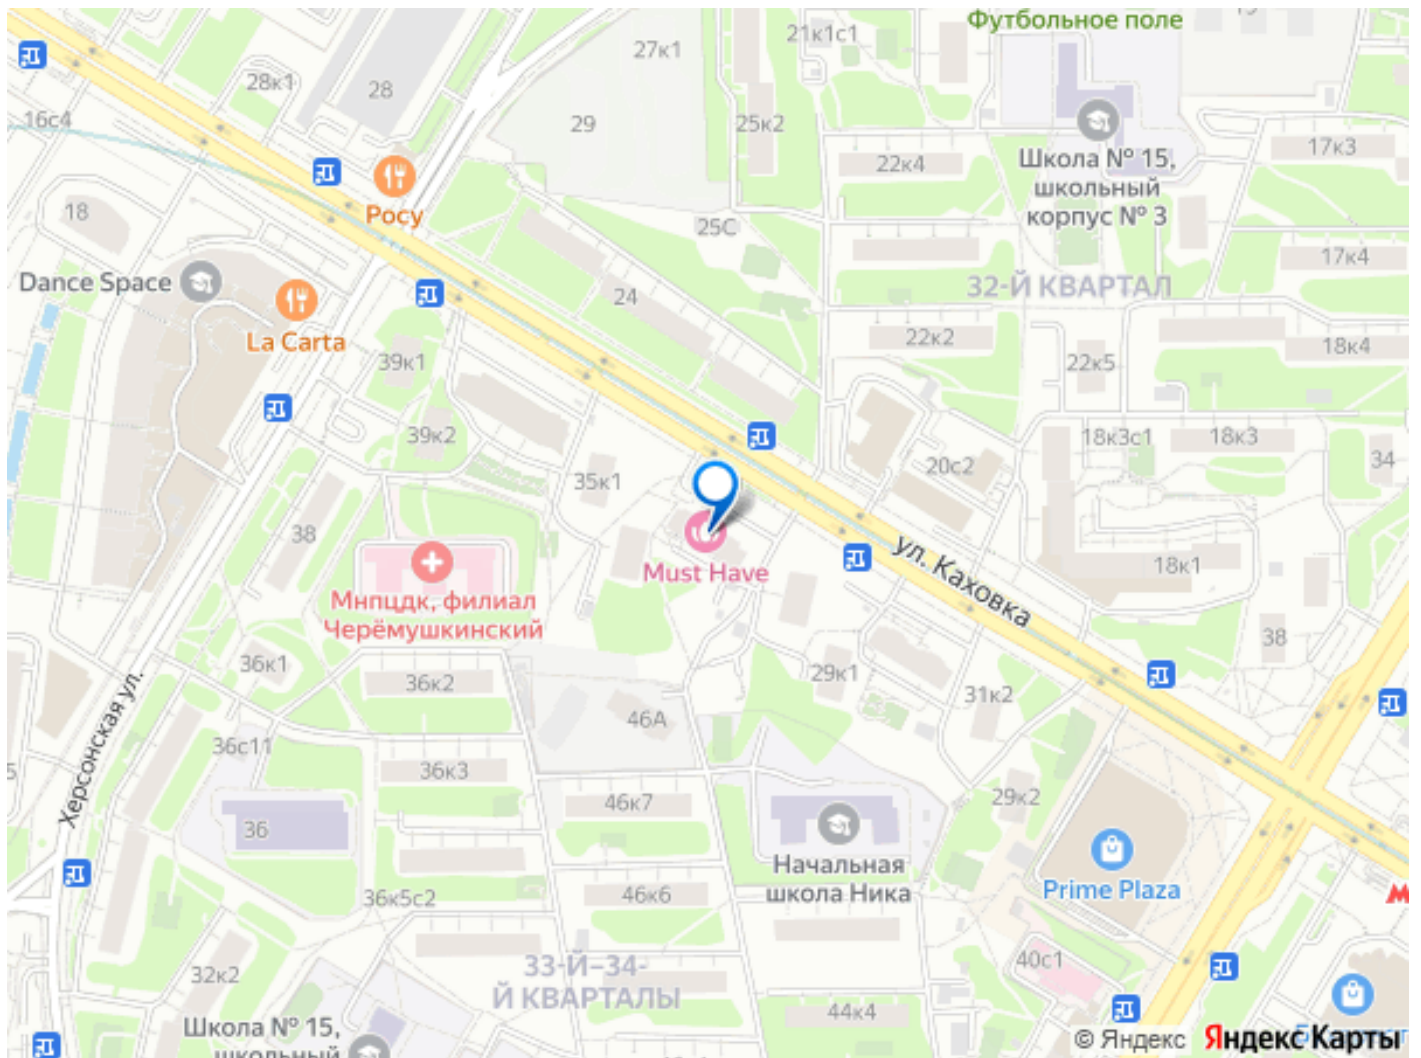 Футбольное поле
21к1с1
27к1
28к1
28
16с4
29
25к2
22к4
Школа № 15,
школьный
корпус № 3
17к3
Росу
18
25С
17к4
Dance Space
32-Й КВАРТАЛ
24
La Carta
22к2
18к4
39к1
22к5
39к2
18к3с1
18к3
34
20с2
35к1
38
ул. Каховка
18к1
Must Have
Мнпцдк, филиал
Черёмушкинский
38
36к1
36к2
29к1
31к2
46А
Херсонская ул.
36с11
36к3
29к2
46к7
36
Начальная
школа Ника
Prime Plaza
36к5с2
46к6
М
40с1
33-Й–34-
Й КВАРТАЛЫ
32к2
44к4
Школа № 15,
школьный
© Яндекс
Яндекс Карты